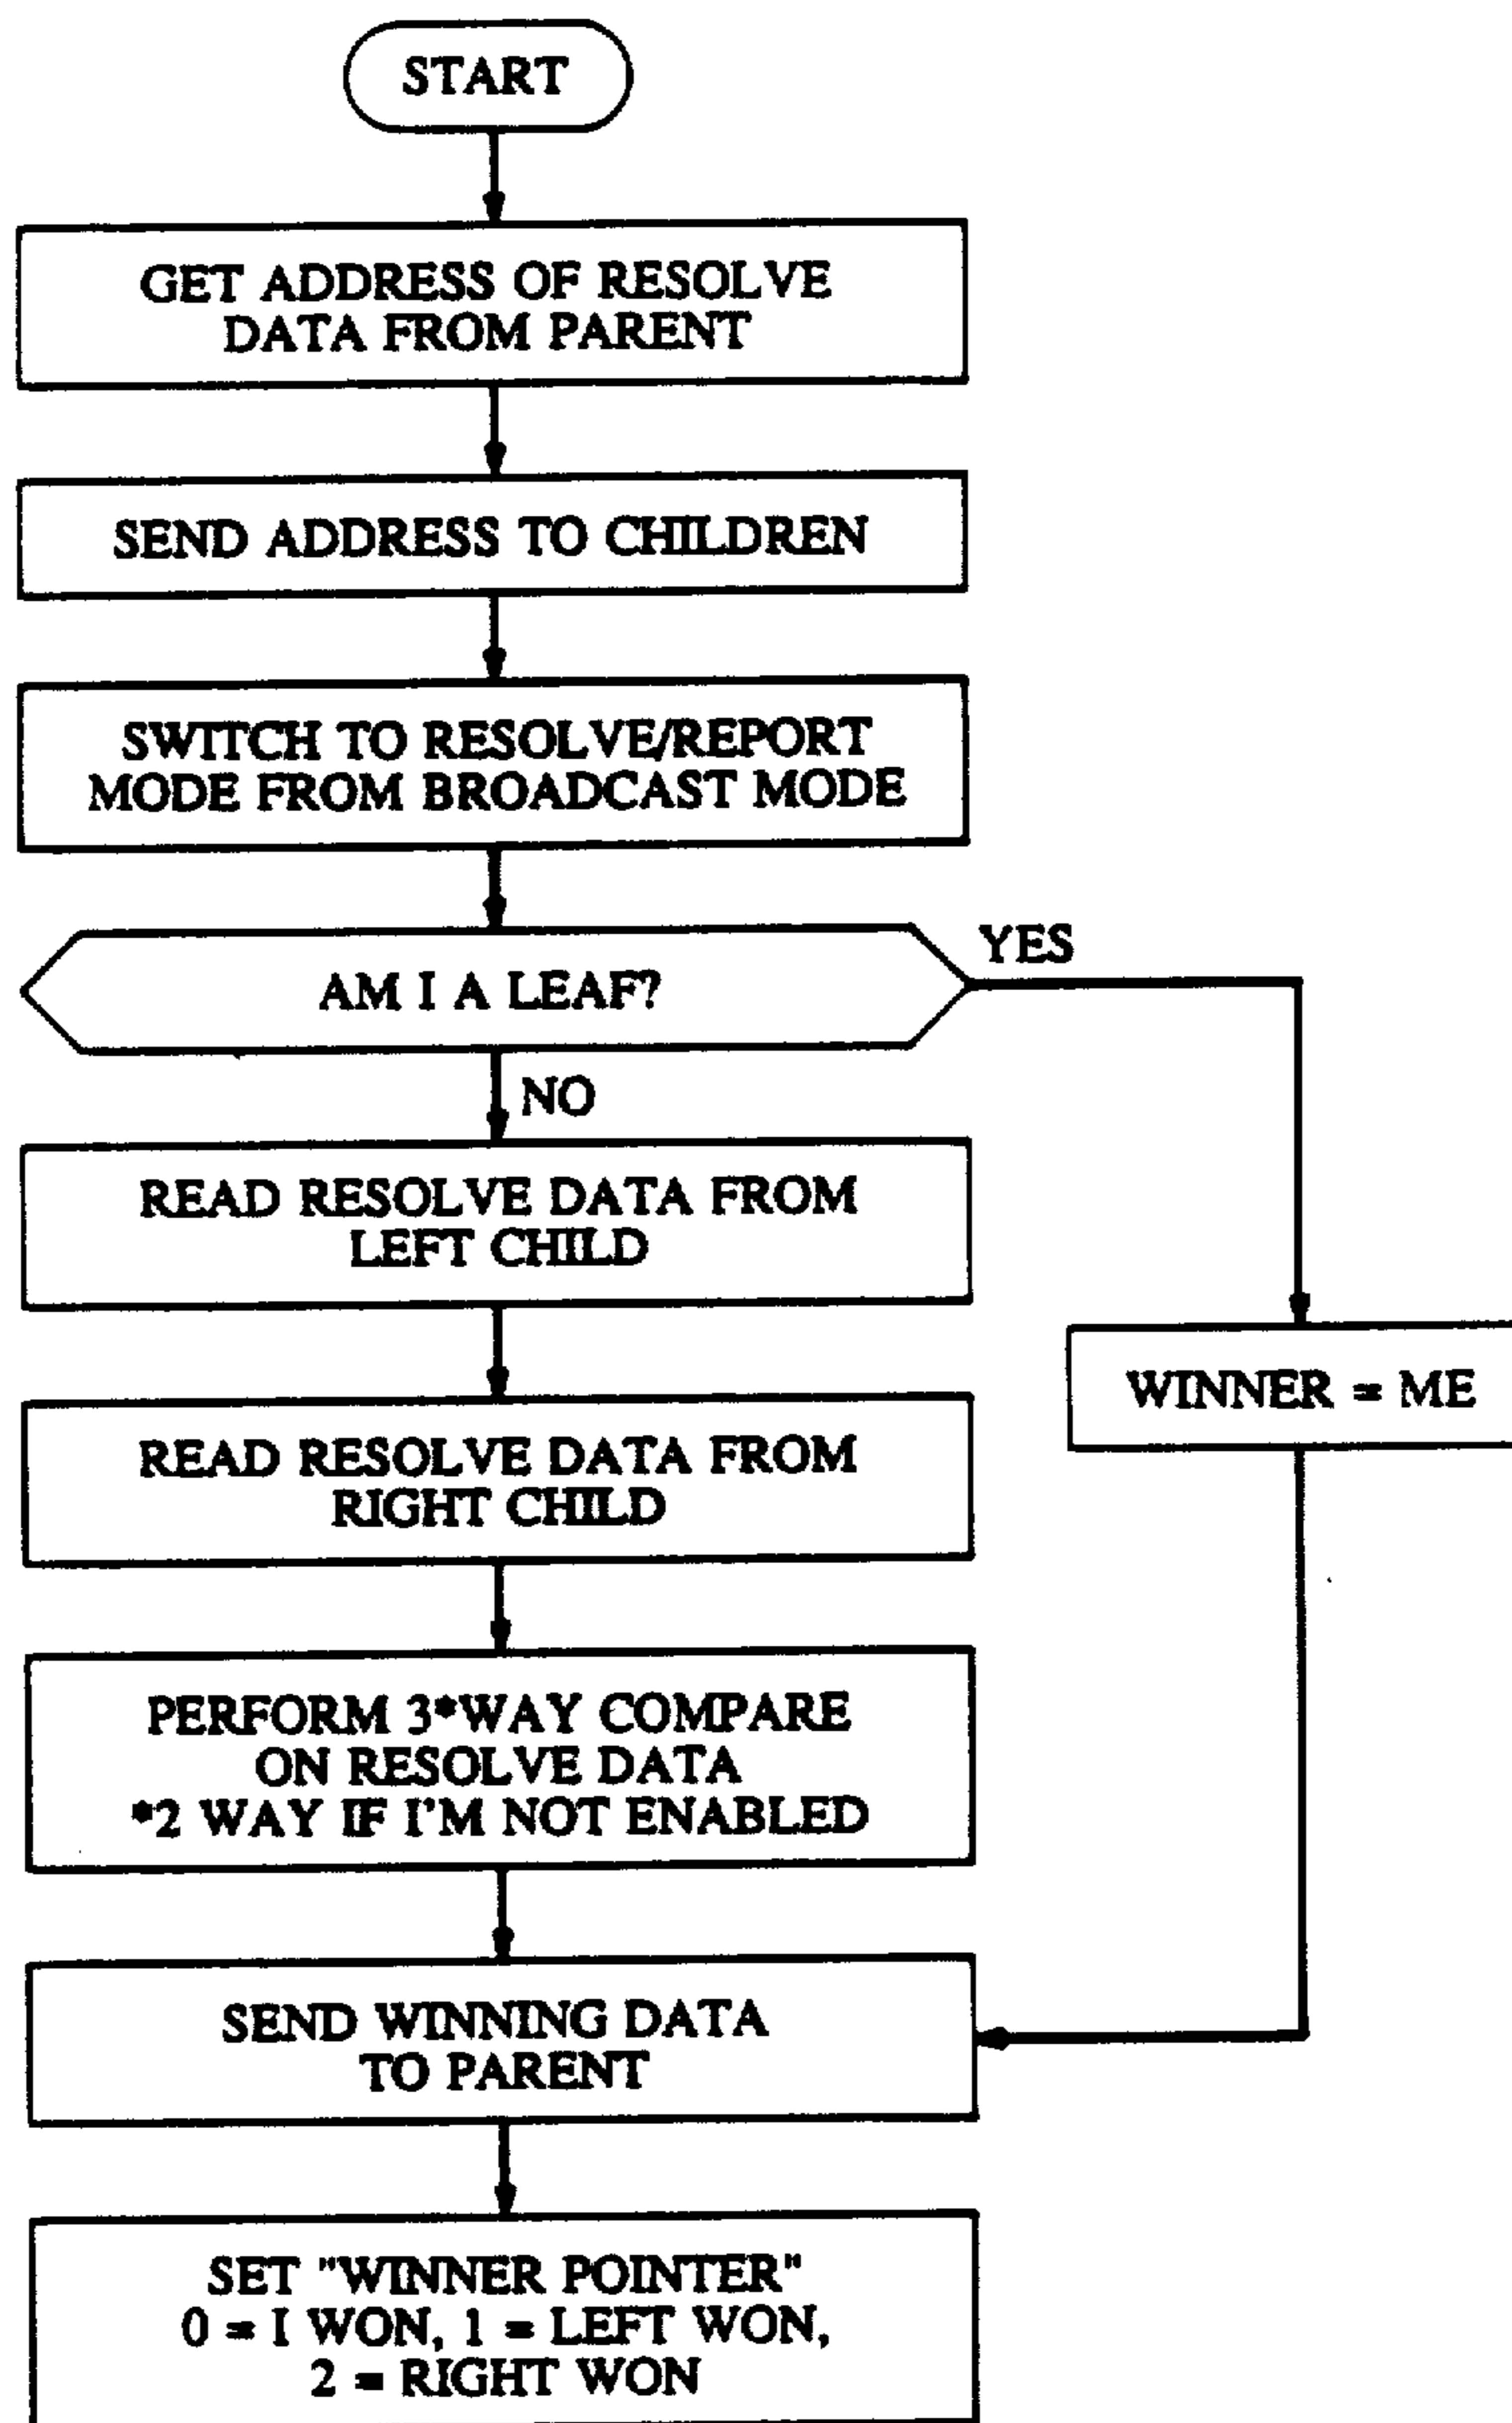 START
GET ADDRESS OF RESOLVE
DATA FROM PARENT
SEND ADDRESS TO CHILDREN
SWITCH TO RESOLVE/REPORT
MODE FROM BROADCAST MODE
AM I A LEAF?
YES
NO
READ RESOLVE DATA FROM
LEFT CHILD
WINNER = ME
READ RESOLVE DATA FROM
RIGHT CHILD
PERFORM 3*WAY COMPARE
ON RESOLVE DATA
*2 WAY IF I'M NOT ENABLED
SEND WINNING DATA
TO PARENT
SET "WINNER POINTER"
0 = I WON, 1 = LEFT WON,
2 = RIGHT WON